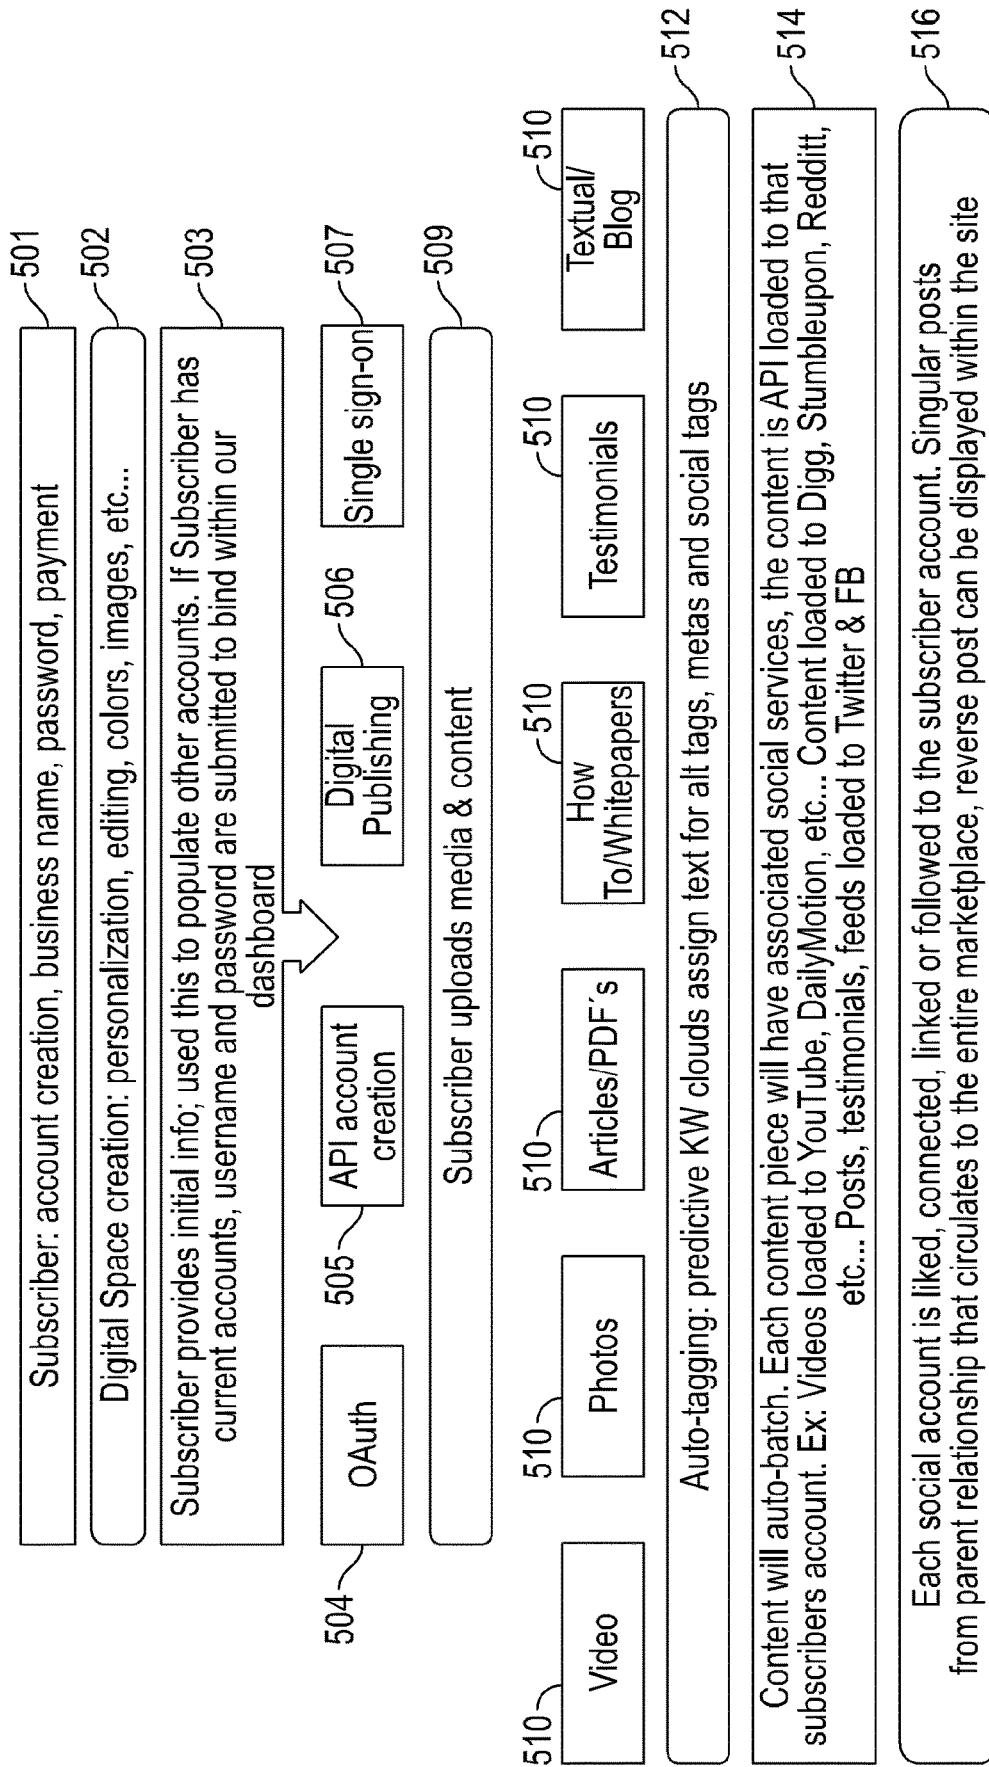 Subscriber: account creation, business name, password, payment
501
Digital Space creation: personalization, editing, colors, images, etc...
502
Subscriber provides initial info; used this to populate other accounts. If Subscriber has
current accounts, username and password are submitted to bind within our
dashboard
503
504
OAuth
505
API account
creation
Digital
Publishing
506
Single sign-on
507
Subscriber uploads media & content
509
510
Video
510
Photos
510
Articles/PDF´s
510
How
To/Whitepapers
510
Testimonials
510
Textual/
Blog
Auto-tagging: predictive KW clouds assign text for alt tags, metas and social tags
512
Content will auto-batch. Each content piece will have associated social services, the content is API loaded to that
subscribers account. Ex: Videos loaded to YouTube, DailyMotion, etc... Content loaded to Digg, Stumbleupon, Redditt,
etc... Posts, testimonials, feeds loaded to Twitter & FB
514
Each social account is liked, connected, linked or followed to the subscriber account. Singular posts
from parent relationship that circulates to the entire marketplace, reverse post can be displayed within the site
516